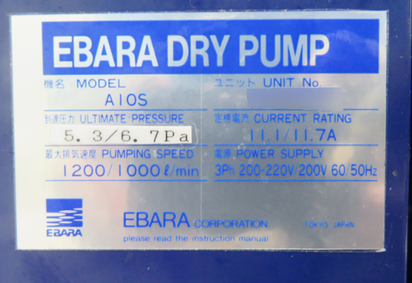 EBARA DRY PUMP
機名 MODEL ユニット UNIT No
A10S
到達圧力 ULTIMATE PRESSURE 定格電流 CURRENT RATING
5.3/6.7Pa 11.1/11.7A
最大排気速度 PUMPING SPEED 電源 POWER SUPPLY
1200/1000ℓ/min 3Ph 200-220V/200V 60/50Hz
EBARA EBARA CORPORATION TOKYO JAPAN
please read the instruction manual